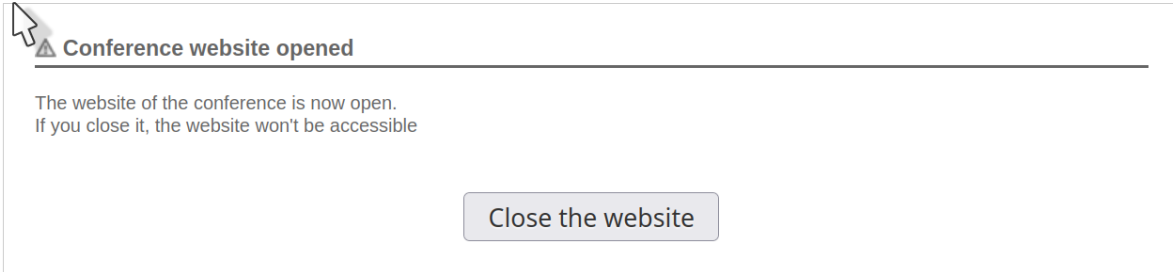 Conference website opened
The website of the conference is now open.
If you close it, the website won't be accessible
Close the website